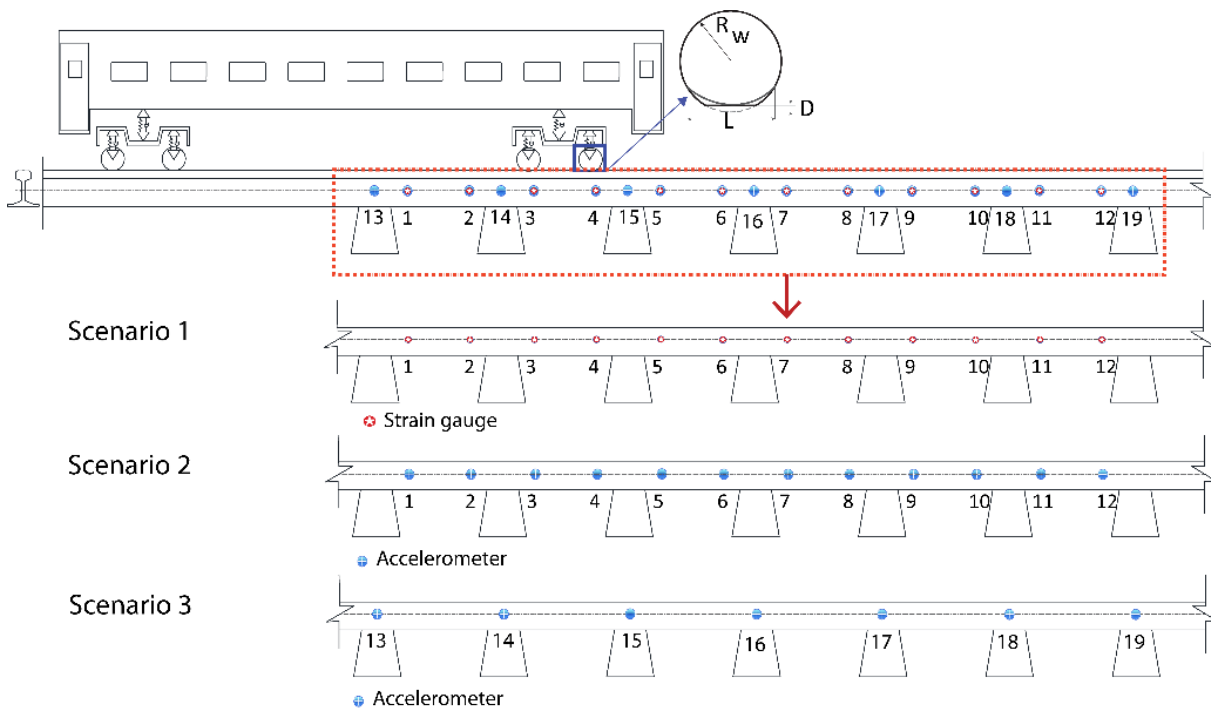 R W
L D
13 1 2 14 3 4 15 5 6 16 7 8 17 9 10 18 11 12 19
Scenario 1
1 2 3 4 5 6 7 8 9 10 11 12
Strain gauge
Scenario 2
1 2 3 4 5 6 7 8 9 10 11 12
Accelerometer
Scenario 3
13 14 15 16 17 18 19
Accelerometer